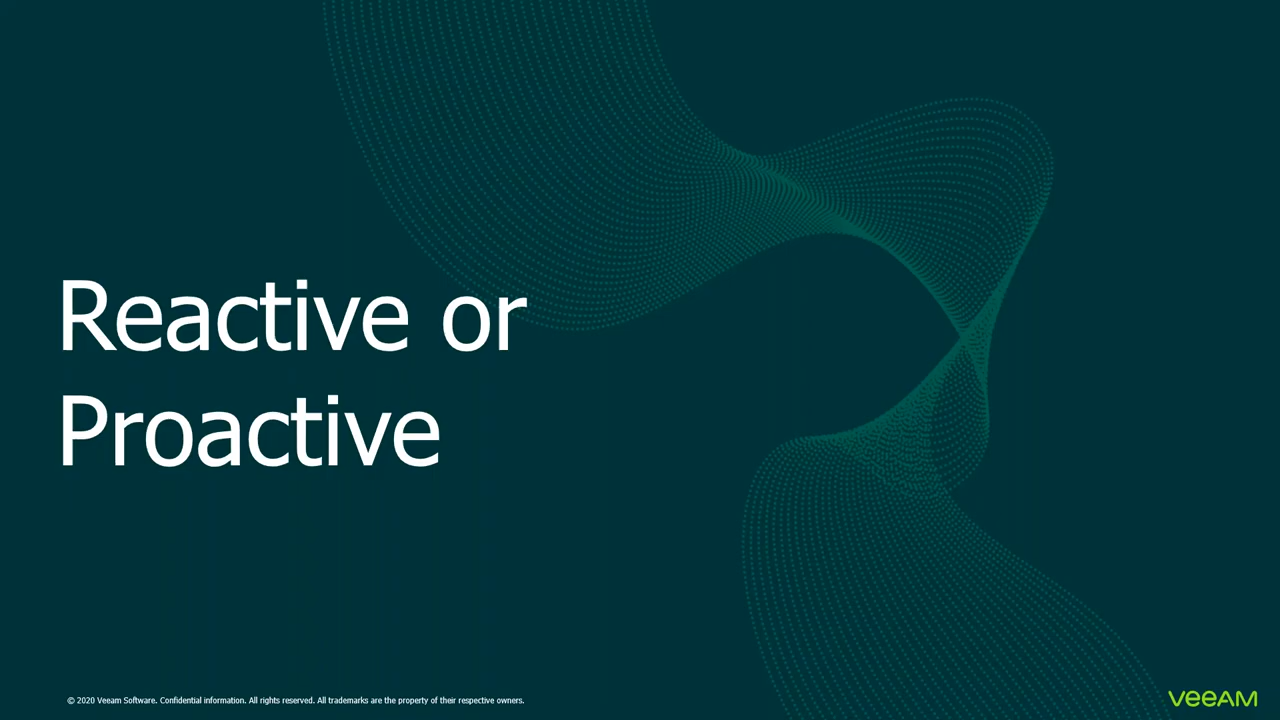 Reactive or
Proactive
© 2020 Veeam Software. Confidential information. All rights reserved. All trademarks are the property of their respective owners.
veeAM